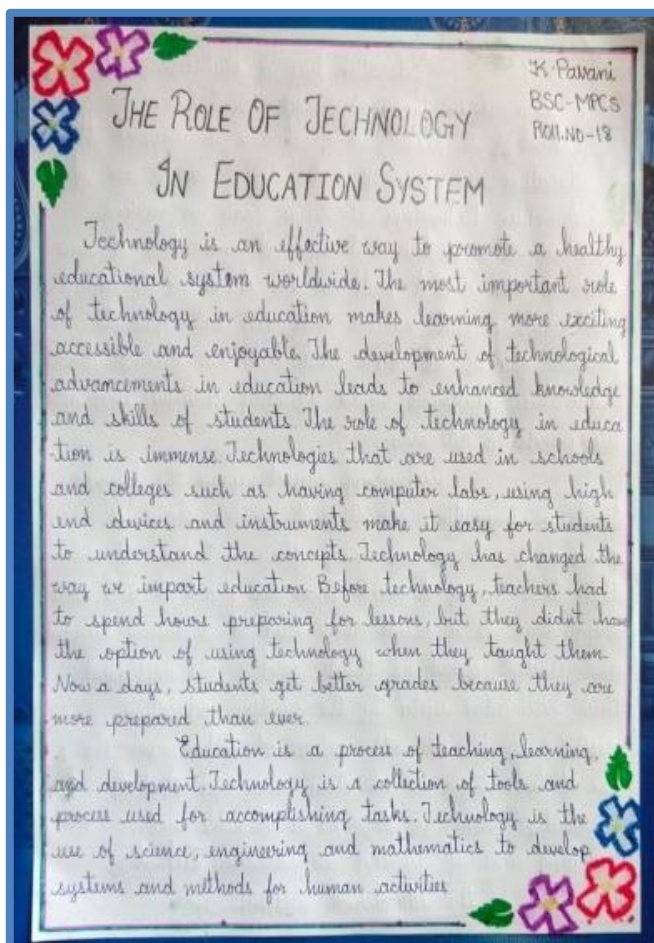 K. Pavani
BSC-MPCS
Roll.No-18
THE ROLE OF TECHNOLOGY
IN EDUCATION SYSTEM
Technology is an effective way to promote a healthy
educational system worldwide. The most important role
of technology in education makes learning more exciting
accessible and enjoyable. The development of technological
advancements in education leads to enhanced knowledge
and skills of students. The role of technology in educa
-tion is immense. Technologies that are used in schools
and colleges such as having computer labs, using high
end devices and instruments make it easy for students
to understand the concepts. Technology has changed the
way we impart education Before technology, teachers had
to spend hours preparing for lessons, but they didn't have
the option of using technology when they taught them.
Now a days, students get better grades because they are
more prepared than ever.
Education is a process of teaching, learning,
and development. Technology is a collection of tools and
process used for accomplishing tasks. Technology is the
use of science, engineering and mathematics to develop
systems and methods for human activities